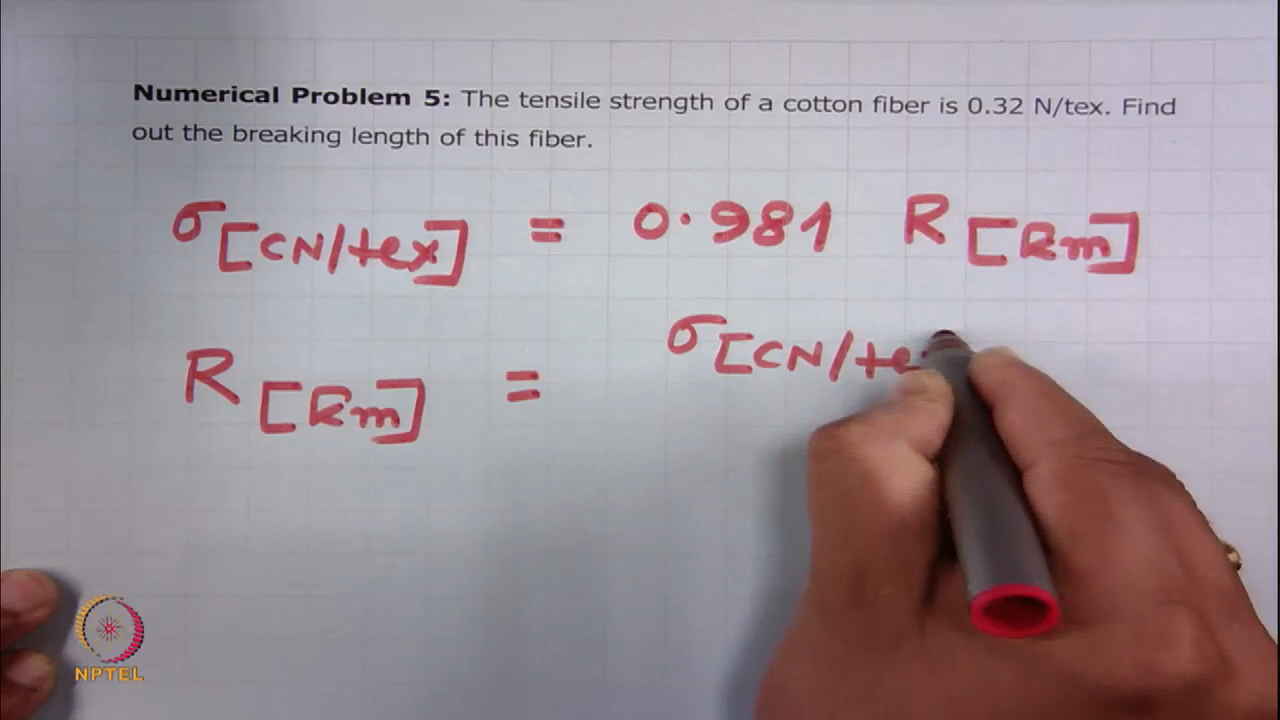 Numerical Problem 5: The tensile strength of a cotton fiber is 0.32 N/tex. Find
out the breaking length of this fiber.
σ [CN/tex] = 0.981 R [km]
R [km] = σ [CN/te
NPTEL